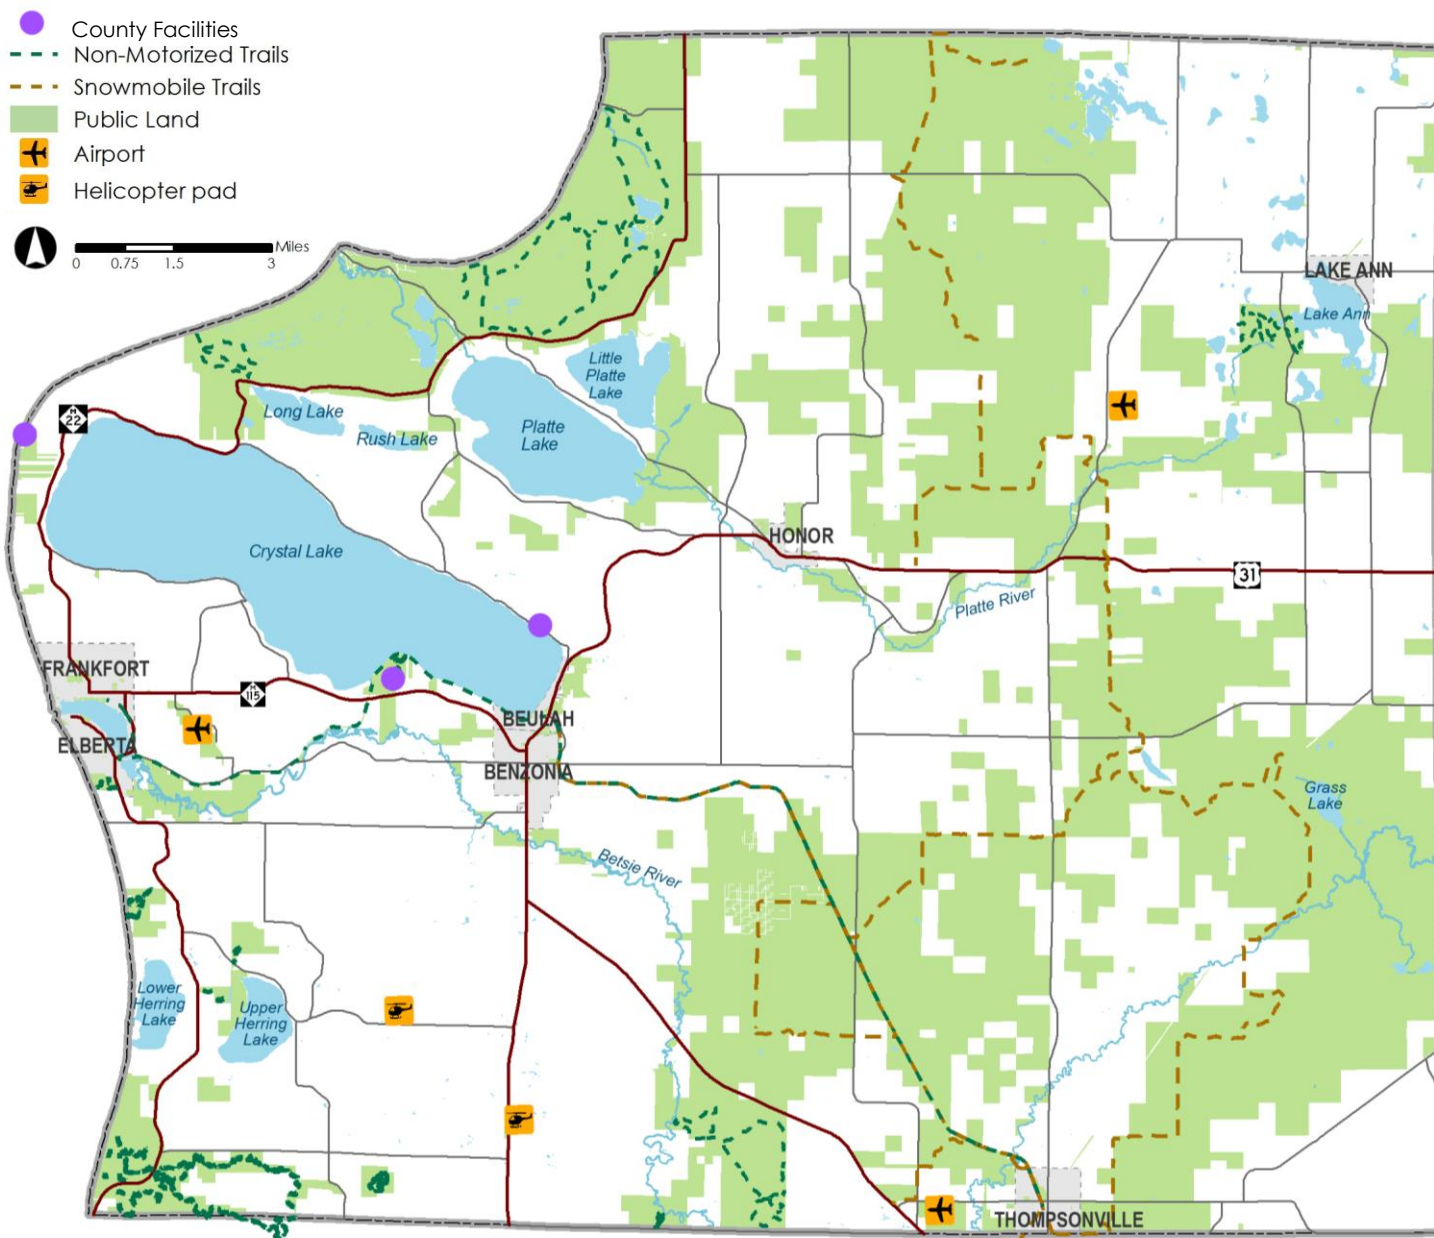 County Facilities
Non-Motorized Trails
Snowmobile Trails
Public Land
Airport
Helicopter pad
Miles
0 0.75 1.5 3
LAKE ANN
Lake Ann
Little
Platte
Lake
Long Lake
M
22
Rush Lake
Platte
Lake
HONOR
Crystal Lake
31
Platte River
FRANKFORT
M
115
BEULAH
ELBERTA
BENZONIA
Grass
Lake
Betsie River
Lower
Herring
Lake
Upper
Herring
Lake
THOMPSONVILLE